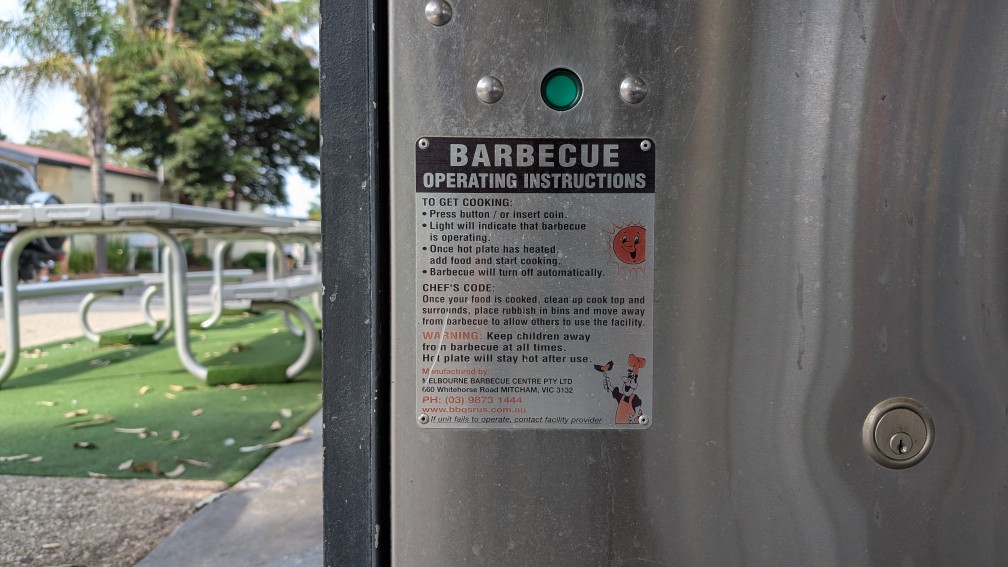 BARBECUE
OPERATING INSTRUCTIONS
TO GET COOKING:
• Press button / or insert coin.
• Light will indicate that barbecue
is operating.
• Once hot plate has heated,
add food and start cooking.
• Barbecue will turn off automatically.
CHEF'S CODE:
Once your food is cooked, clean up cook top and
surrounds, place rubbish in bins and move away
from barbecue to allow others to use the facility.
WARNING: Keep children away
from barbecue at all times.
Hot plate will stay hot after use.
Manufactured by:
MELBOURNE BARBECUE CENTRE PTY LTD
660 Whitehorse Road MITCHAM, VIC 3132
PH: (03) 9873 1444
www.bbqsrus.com.au
If unit fails to operate, contact facility provider